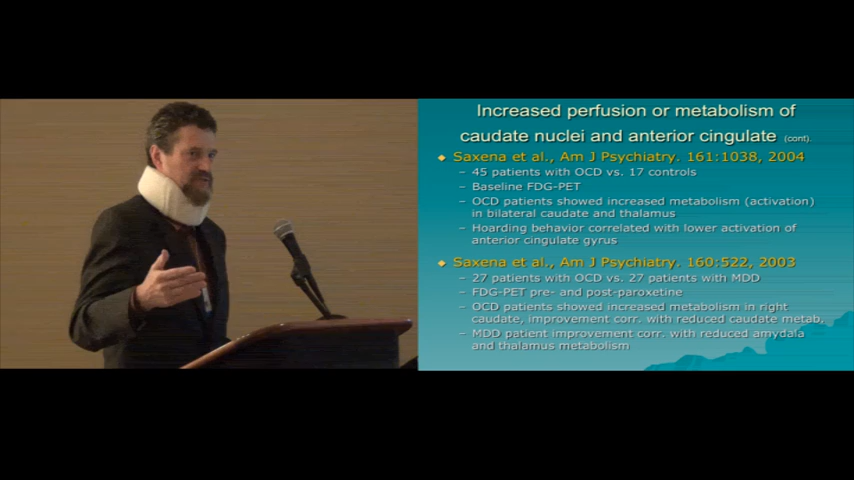 Increased perfusion or metabolism of
caudate nuclei and anterior cingulate (cont).
Saxena et al., Am J Psychiatry. 161:1038, 2004
– 45 patients with OCD vs. 17 controls
– Baseline FDG-PET
– OCD patients showed increased metabolism (activation)
in bilateral caudate and thalamus
– Hoarding behavior correlated with lower activation of
anterior cingulate gyrus
Saxena et al., Am J Psychiatry. 160:522, 2003
– 27 patients with OCD vs. 27 patients with MDD
– FDG-PET pre- and post-paroxetine
– OCD patients showed increased metabolism in right
caudate, improvement corr. with reduced caudate metab,
– MDD patient improvement corr. with reduced amydala
and thalamus metabolism